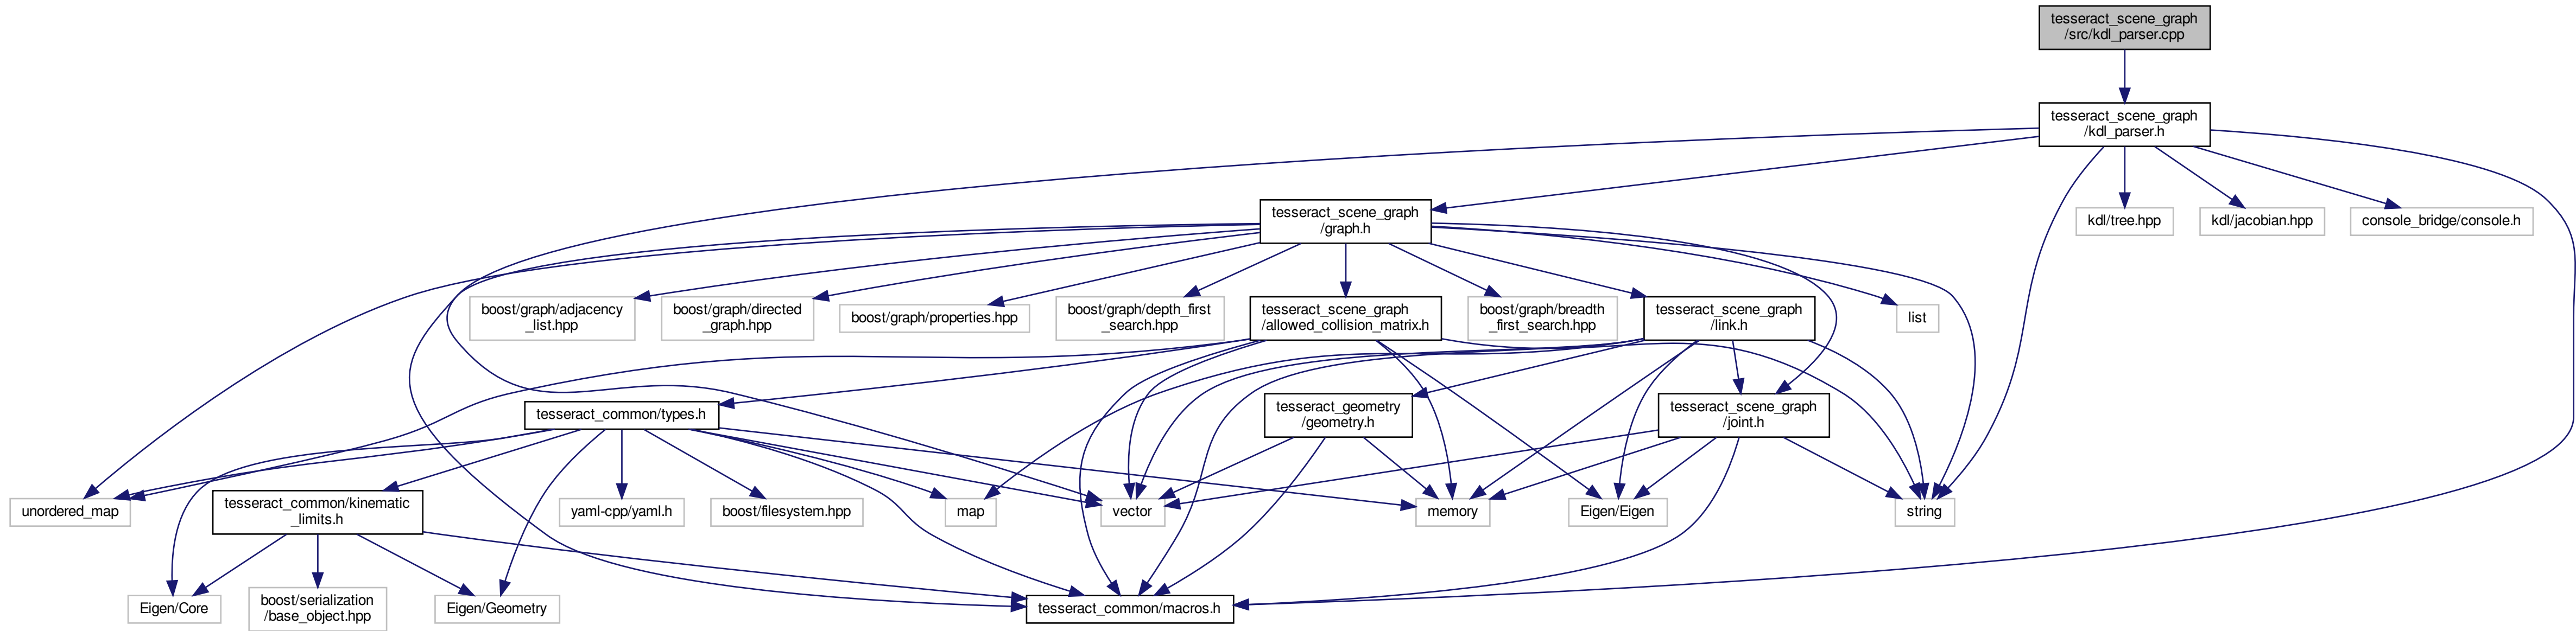 tesseract_scene_graph
/src/kdl_parser.cpp
tesseract_scene_graph
/kdl_parser.h
tesseract_scene_graph
/graph.h
kdl/tree.hpp
kdl/jacobian.hpp
console_bridge/console.h
boost/graph/adjacency
_list.hpp
boost/graph/directed
_graph.hpp
boost/graph/properties.hpp
boost/graph/depth_first
_search.hpp
tesseract_scene_graph
/allowed_collision_matrix.h
boost/graph/breadth
_first_search.hpp
tesseract_scene_graph
/link.h
list
tesseract_common/types.h
tesseract_geometry
/geometry.h
tesseract_scene_graph
/joint.h
unordered_map
tesseract_common/kinematic
_limits.h
yaml-cpp/yaml.h
boost/filesystem.hpp
map
vector
memory
Eigen/Eigen
string
Eigen/Core
boost/serialization
/base_object.hpp
Eigen/Geometry
tesseract_common/macros.h